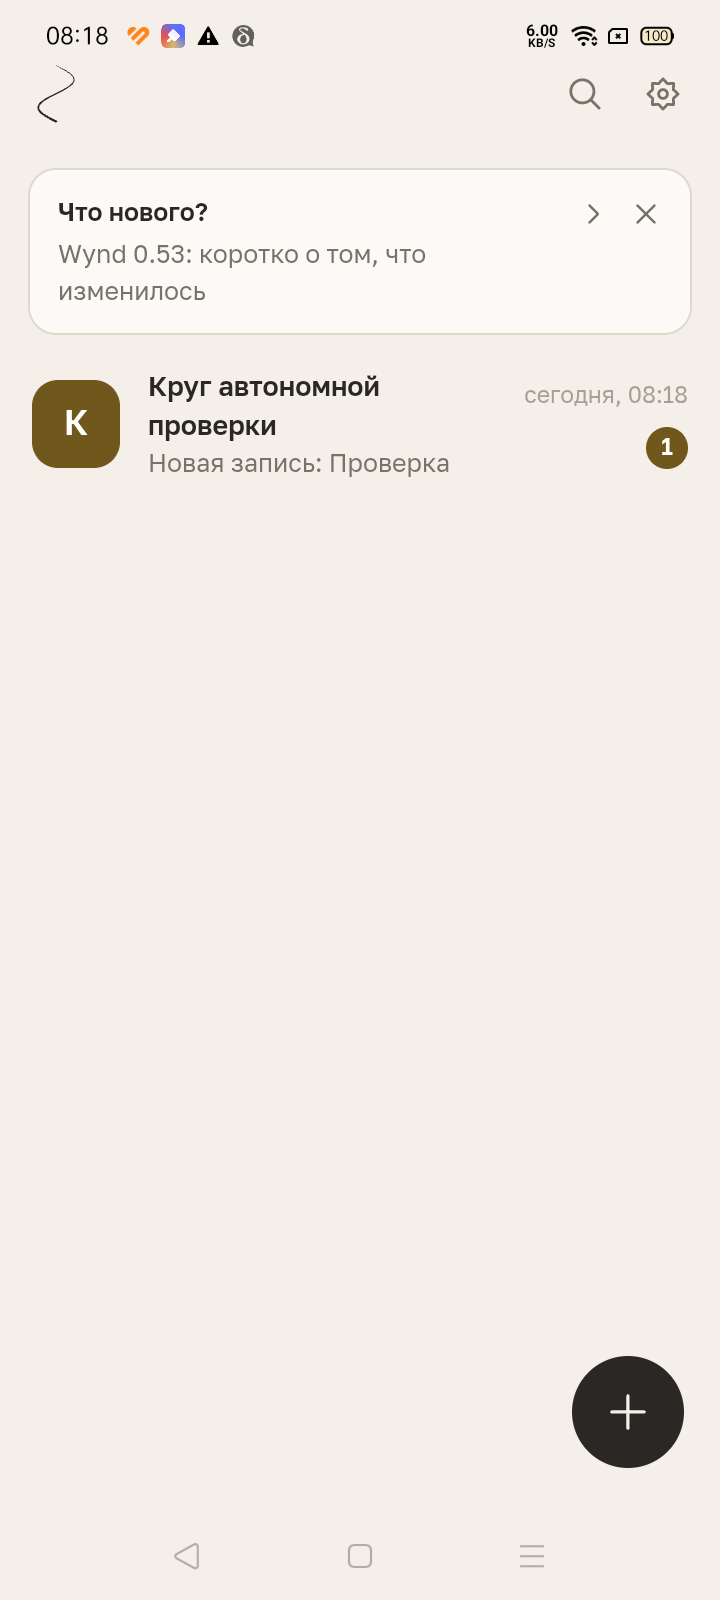 08:18
6.00
KB/S
100
Что нового?
Wynd 0.53: коротко о том, что
изменилось
К
Круг автономной
проверки
сегодня, 08:18
Новая запись: Проверка
1